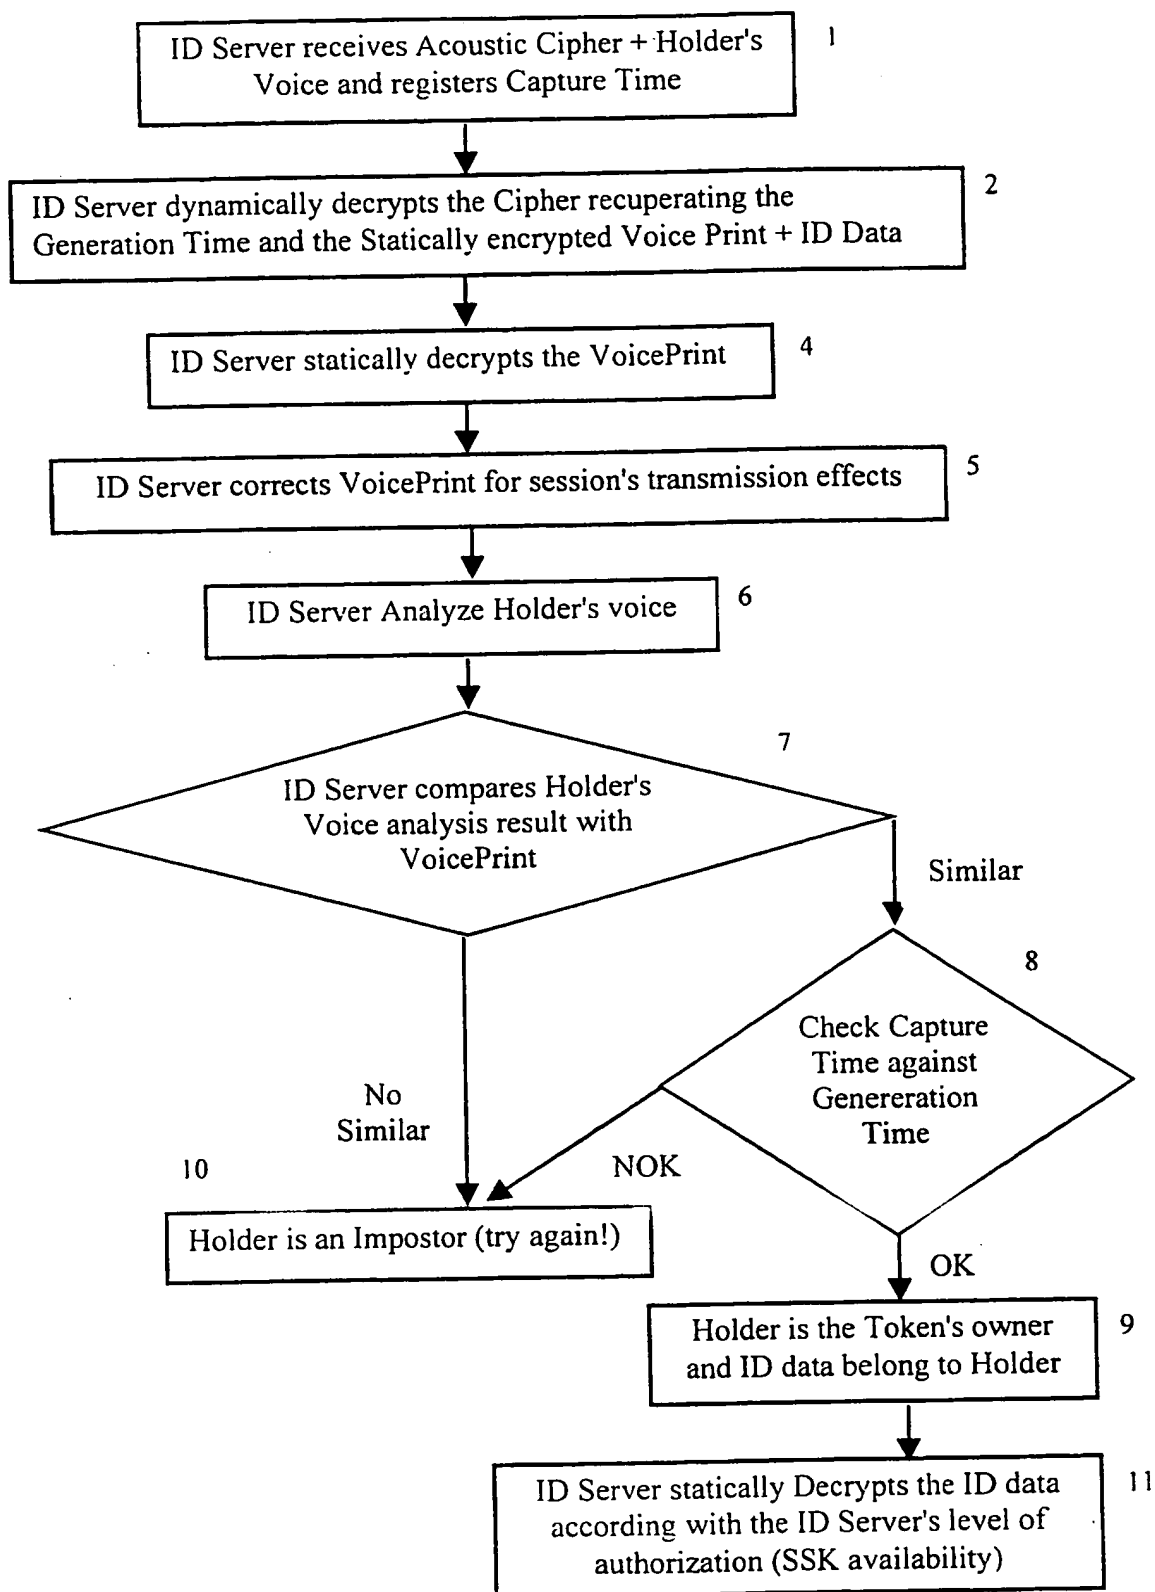 ID Server receives Acoustic Cipher + Holder's
Voice and registers Capture Time
1
ID Server dynamically decrypts the Cipher recuperating the
Generation Time and the Statically encrypted Voice Print + ID Data
2
ID Server statically decrypts the VoicePrint
4
ID Server corrects VoicePrint for session's transmission effects
5
ID Server Analyze Holder's voice
6
7
ID Server compares Holder's
Voice analysis result with
VoicePrint
Similar
8
Check Capture
Time against
Genereration
Time
No
Similar
NOK
10
Holder is an Impostor (try again!)
OK
Holder is the Token's owner
and ID data belong to Holder
9
ID Server statically Decrypts the ID data
according with the ID Server's level of
authorization (SSK availability)
11